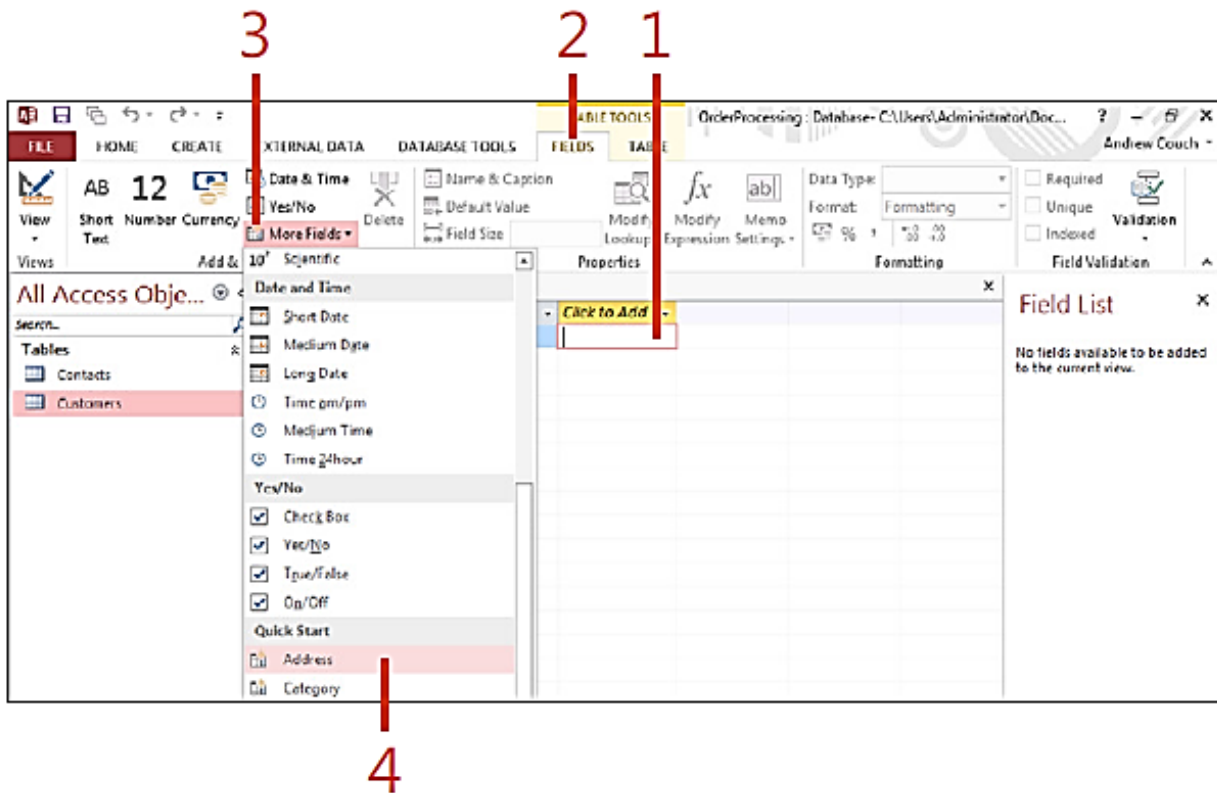 3 2 1
TABLE TOOLS OrderProcessing : Database- C:\Users\Administrator\Doc... ? – X
FILE HOME CREATE EXTERNAL DATA DATABASE TOOLS FIELDS TABLE Andrew Couch
View
Views
AB Short Text
12 Number
Currency
Date & Time
Yes/No
More Fields
Delete
Add &
Name & Caption
Default Value
Field Size
Modify Lookup
fx Modify Expression
ab Memo Settings
Properties
Data Type:
Format: Formatting
%
Formatting
Required
Unique
Indexed
Validation
Field Validation
All Access Obje...
Search...
Tables
Contacts
Customers
10 Scientific
Date and Time
Short Date
Medium Date
Long Date
Time am/pm
Medium Time
Time 24hour
Yes/No
Check Box
Yes/No
True/False
On/Off
Quick Start
Address
Category
Click to Add
Field List
No fields available to be added
to the current view.
4